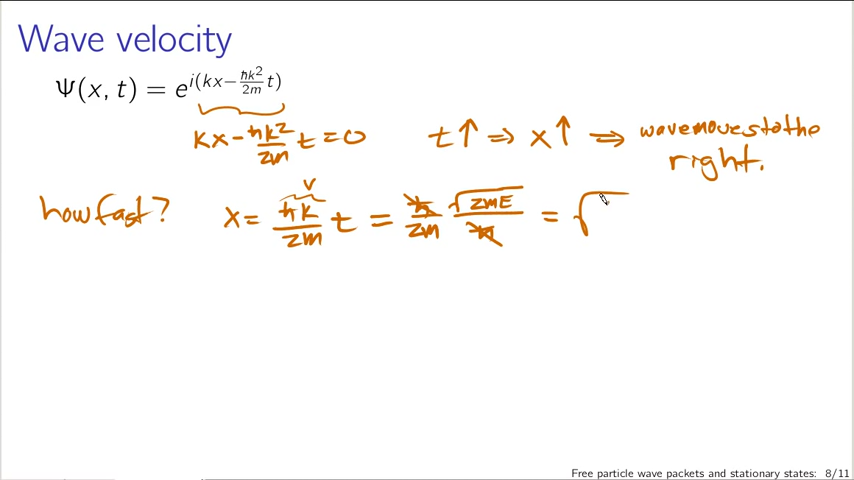 Wave velocity
Ψ(x, t) = e^{i(kx − ħk²/2m t)}
kx − ħk²/2m t = 0    t↑ ⇒ x↑ ⇒ wave moves to the right.
how fast?    x = ħk/2m t = ħ/2m √2mE/ħ = √
v
Free particle wave packets and stationary states: 8/11